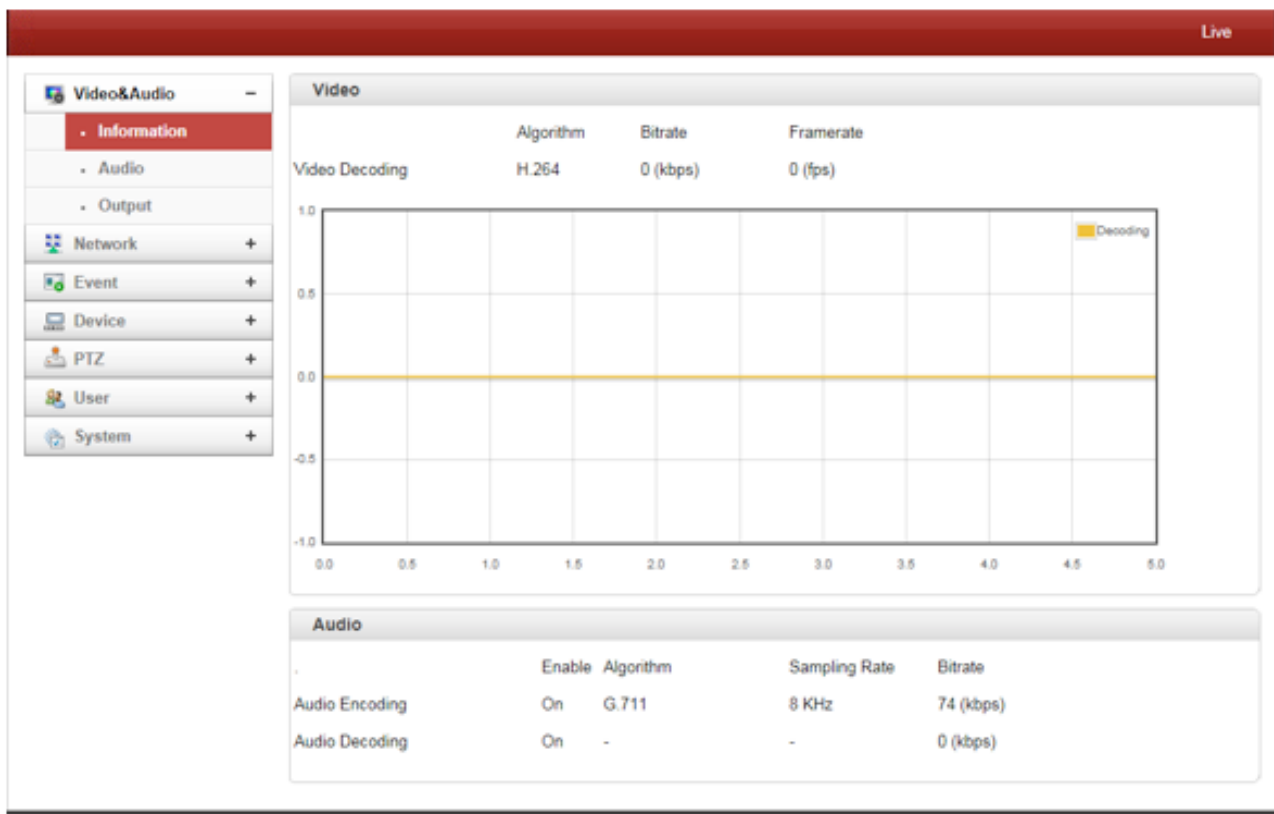 Live
Video&Audio −
• Information
• Audio
• Output
Network +
Event +
Device +
PTZ +
User +
System +
Video
Algorithm Bitrate Framerate
Video Decoding H.264 0 (kbps) 0 (fps)
Decoding
1.0
0.5
0.0
-0.5
-1.0
0.0 0.5 1.0 1.5 2.0 2.5 3.0 3.5 4.0 4.5 5.0
Audio
. Enable Algorithm Sampling Rate Bitrate
Audio Encoding On G.711 8 KHz 74 (kbps)
Audio Decoding On - - 0 (kbps)